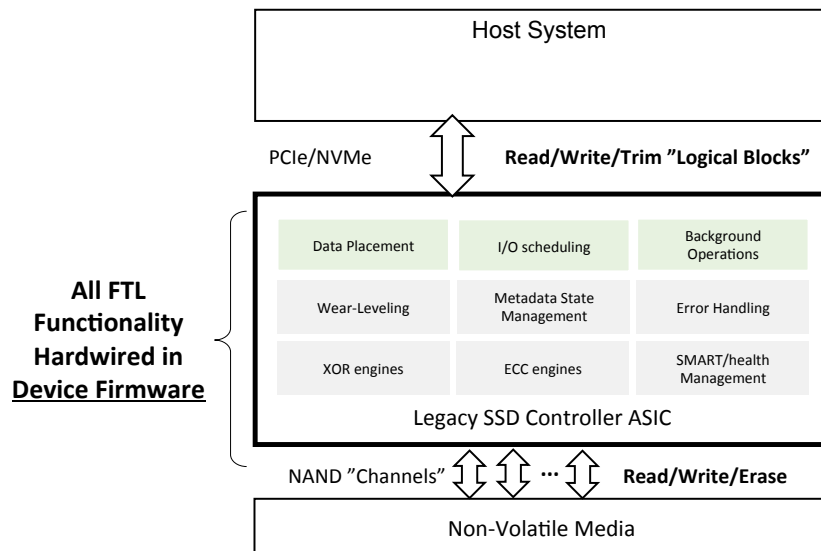 Host System
PCIe/NVMe
Read/Write/Trim ”Logical Blocks”
All FTL
Functionality
Hardwired in
Device Firmware
Data Placement
I/O scheduling
Background
Operations
Wear-Leveling
Metadata State
Management
Error Handling
XOR engines
ECC engines
SMART/health
Management
Legacy SSD Controller ASIC
NAND ”Channels”
...
Read/Write/Erase
Non-Volatile Media